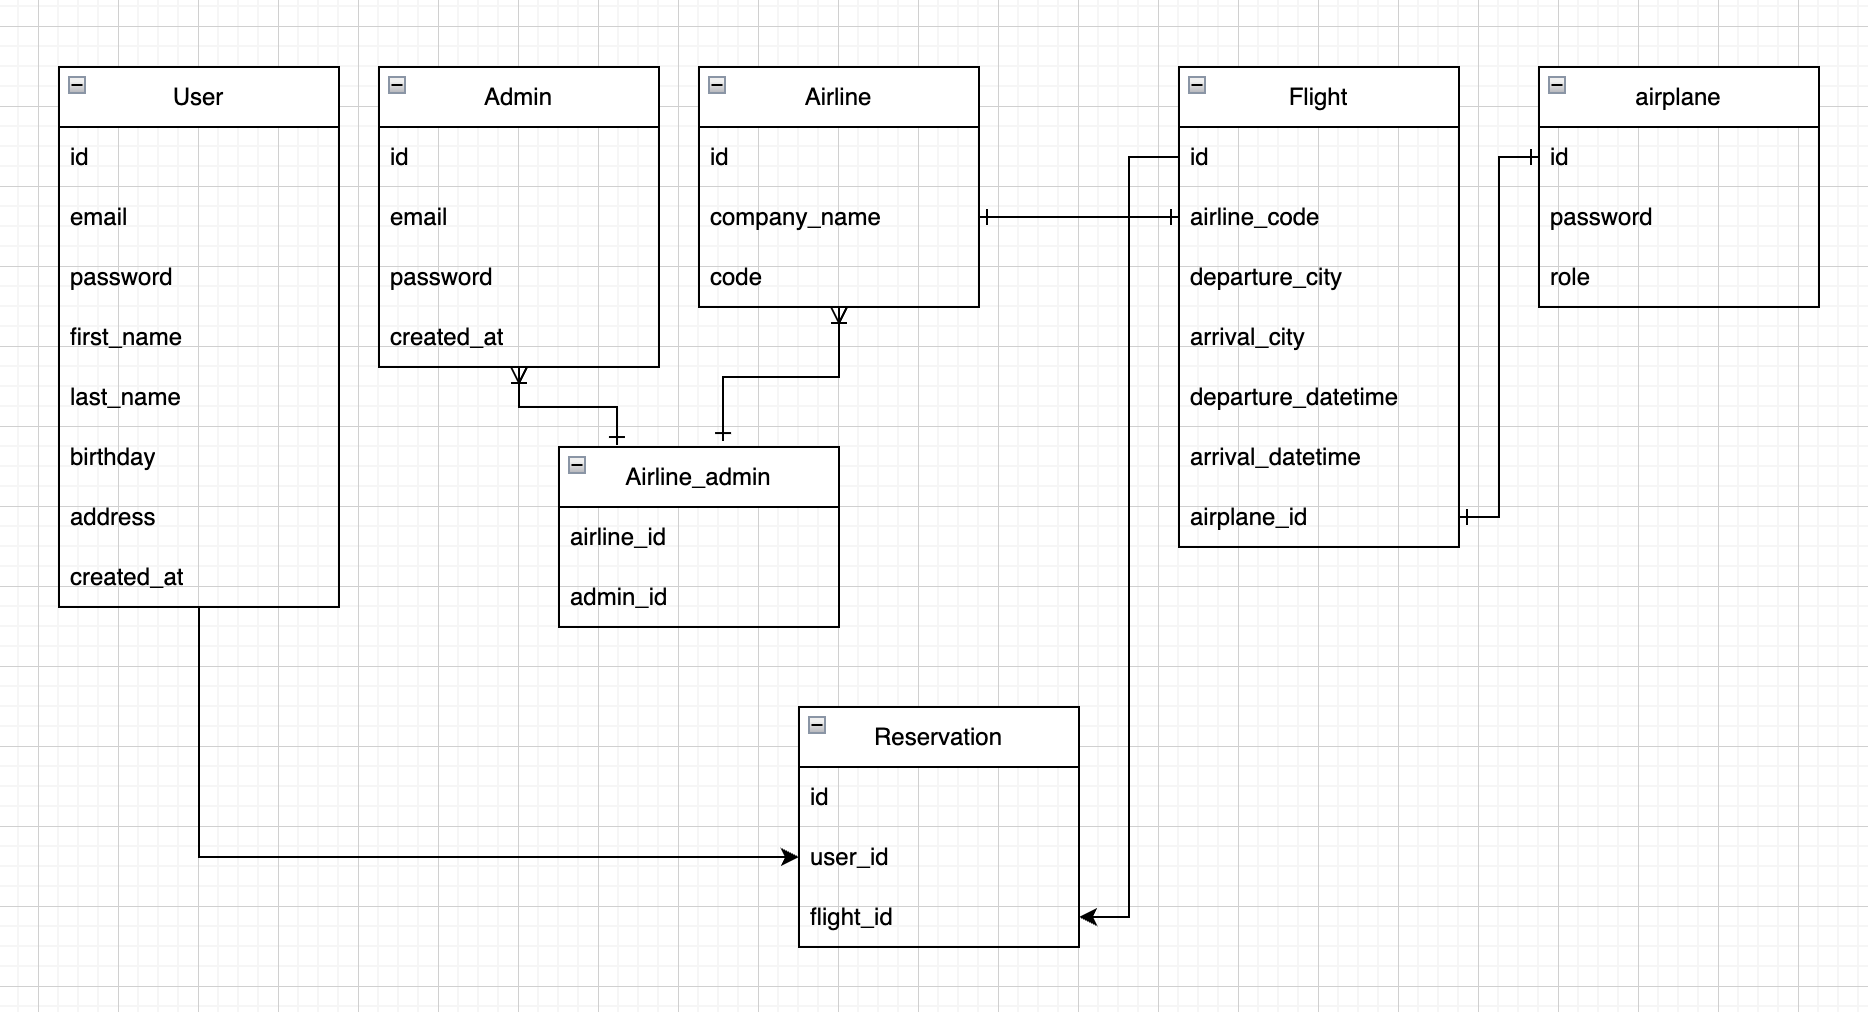 User
id
email
password
first_name
last_name
birthday
address
created_at
Admin
id
email
password
created_at
Airline
id
company_name
code
Flight
id
airline_code
departure_city
arrival_city
departure_datetime
arrival_datetime
airplane_id
airplane
id
password
role
Airline_admin
airline_id
admin_id
Reservation
id
user_id
flight_id